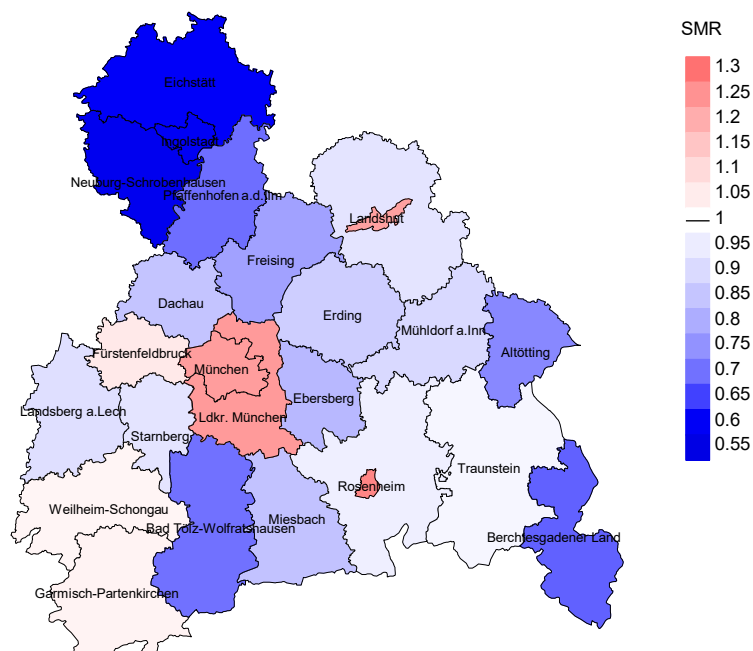 SMR
1.3
1.25
1.2
1.15
1.1
1.05
1
0.95
0.9
0.85
0.8
0.75
0.7
0.65
0.6
0.55
Eichstätt
Ingolstadt
Neuburg-Schrobenhausen
Pfaffenhofen a.d.Ilm
Landshut
Freising
Dachau
Erding
Mühldorf a.Inn
Altötting
Fürstenfeldbruck
München
Ebersberg
Landsberg a.Lech
Ldkr. München
Starnberg
Traunstein
Rosenheim
Weilheim-Schongau
Miesbach
Bad Tölz-Wolfratshausen
Berchtesgadener Land
Garmisch-Partenkirchen